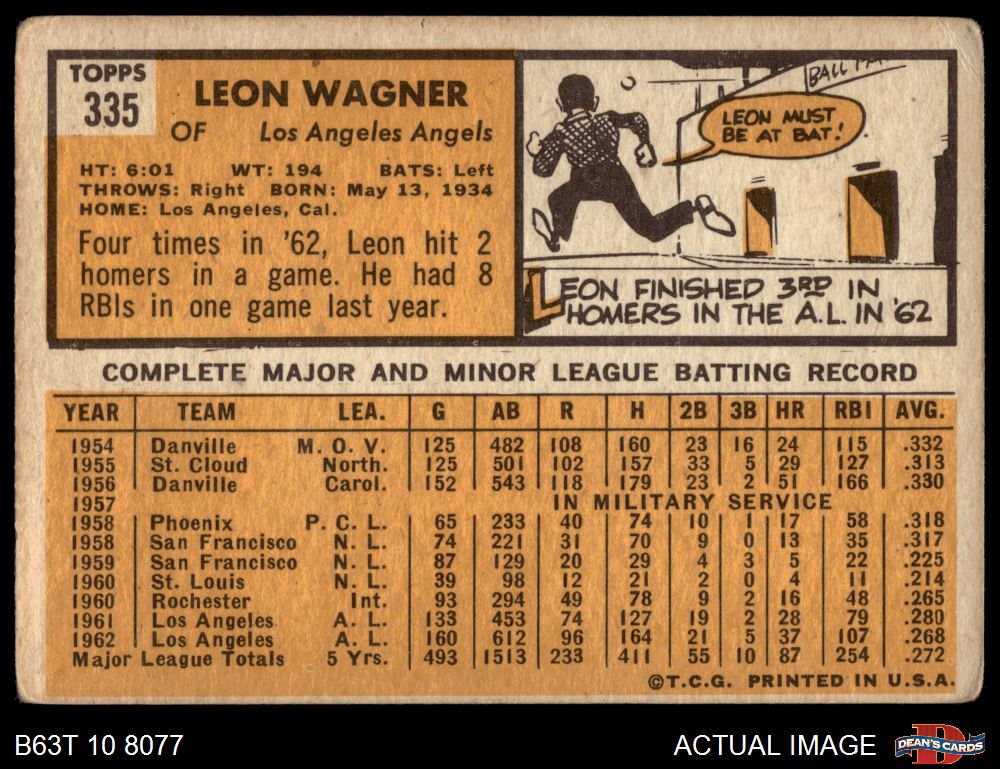 TOPPS
335
LEON WAGNER
OF Los Angeles Angels
HT: 6:01 WT: 194 BATS: Left
THROWS: Right BORN: May 13, 1934
HOME: Los Angeles, Cal.
Four times in '62, Leon hit 2
homers in a game. He had 8
RBIs in one game last year.
BALL PA
LEON MUST
BE AT BAT!
LEON FINISHED 3RD IN
HOMERS IN THE A.L. IN '62
COMPLETE MAJOR AND MINOR LEAGUE BATTING RECORD
YEAR TEAM LEA. G AB R H 2B 3B HR RBI AVG.
1954 Danville M. O. V. 125 482 108 160 23 16 24 115 .332
1955 St. Cloud North. 125 501 102 157 33 5 29 127 .313
1956 Danville Carol. 152 543 118 179 23 2 51 166 .330
1957 IN MILITARY SERVICE
1958 Phoenix P. C. L. 65 233 40 74 10 1 17 58 .318
1958 San Francisco N. L. 74 221 31 70 9 0 13 35 .317
1959 San Francisco N. L. 87 129 20 29 4 3 5 22 .225
1960 St. Louis N. L. 39 98 12 21 2 0 4 11 .214
1960 Rochester Int. 93 294 49 78 9 2 16 48 .265
1961 Los Angeles A. L. 133 453 74 127 19 2 28 79 .280
1962 Los Angeles A. L. 160 612 96 164 21 5 37 107 .268
Major League Totals 5 Yrs. 493 1513 233 411 55 10 87 254 .272
©T.C.G. PRINTED IN U.S.A.
B63T 10 8077
ACTUAL IMAGE
DEAN'S CARDS